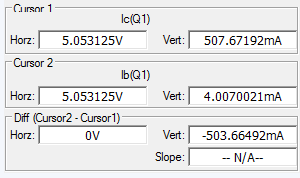 Cursor 1
Ic(Q1)
Horz: 5.053125V Vert: 507.67192mA
Cursor 2
Ib(Q1)
Horz: 5.053125V Vert: 4.0070021mA
Diff (Cursor2 - Cursor1)
Horz: 0V Vert: -503.66492mA
Slope: -- N/A--